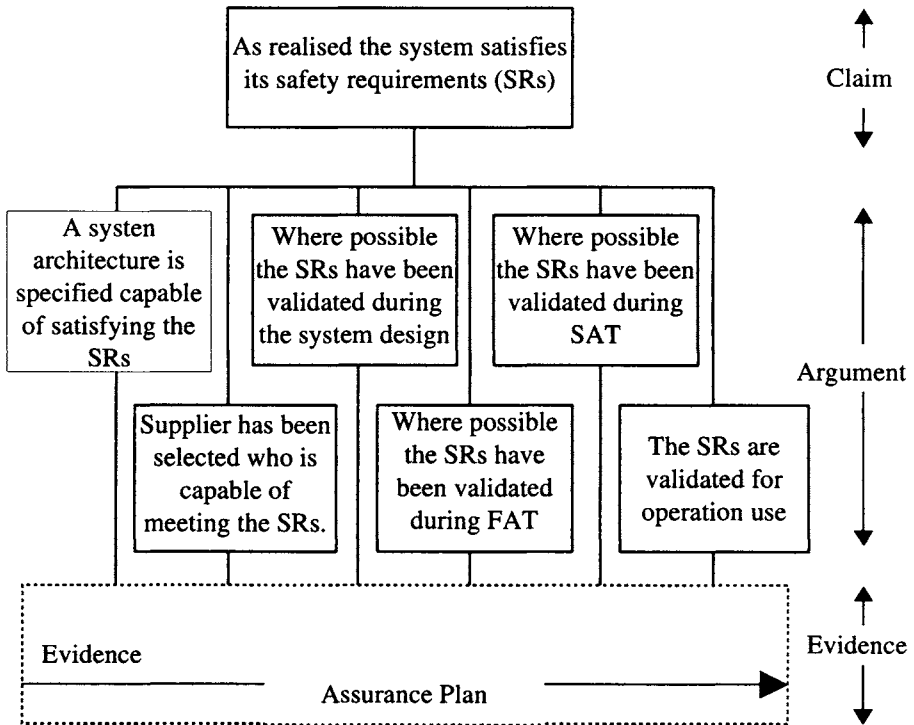 As realised the system satisfies
its safety requirements (SRs)
Claim
A systen
architecture is
specified capable
of satisfying the
SRs
Where possible
the SRs have been
validated during
the system design
Where possible
the SRs have been
validated during
SAT
Argument
Supplier has been
selected who is
capable of
meeting the SRs.
Where possible
the SRs have
been validated
during FAT
The SRs are
validated for
operation use
Evidence
Assurance Plan
Evidence